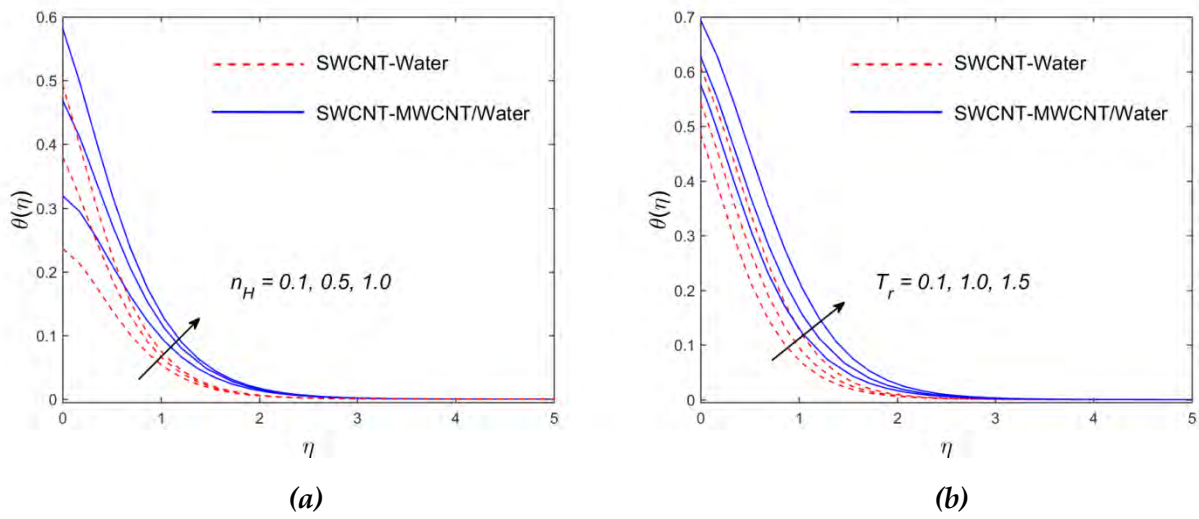 0.6
0.5
0.4
0.3
0.2
0.1
0
θ(η)
SWCNT-Water
SWCNT-MWCNT/Water
n_H = 0.1, 0.5, 1.0
0 1 2 3 4 5
η
(a)
0.7
0.6
0.5
0.4
0.3
0.2
0.1
0
θ(η)
SWCNT-Water
SWCNT-MWCNT/Water
T_r = 0.1, 1.0, 1.5
0 1 2 3 4 5
η
(b)